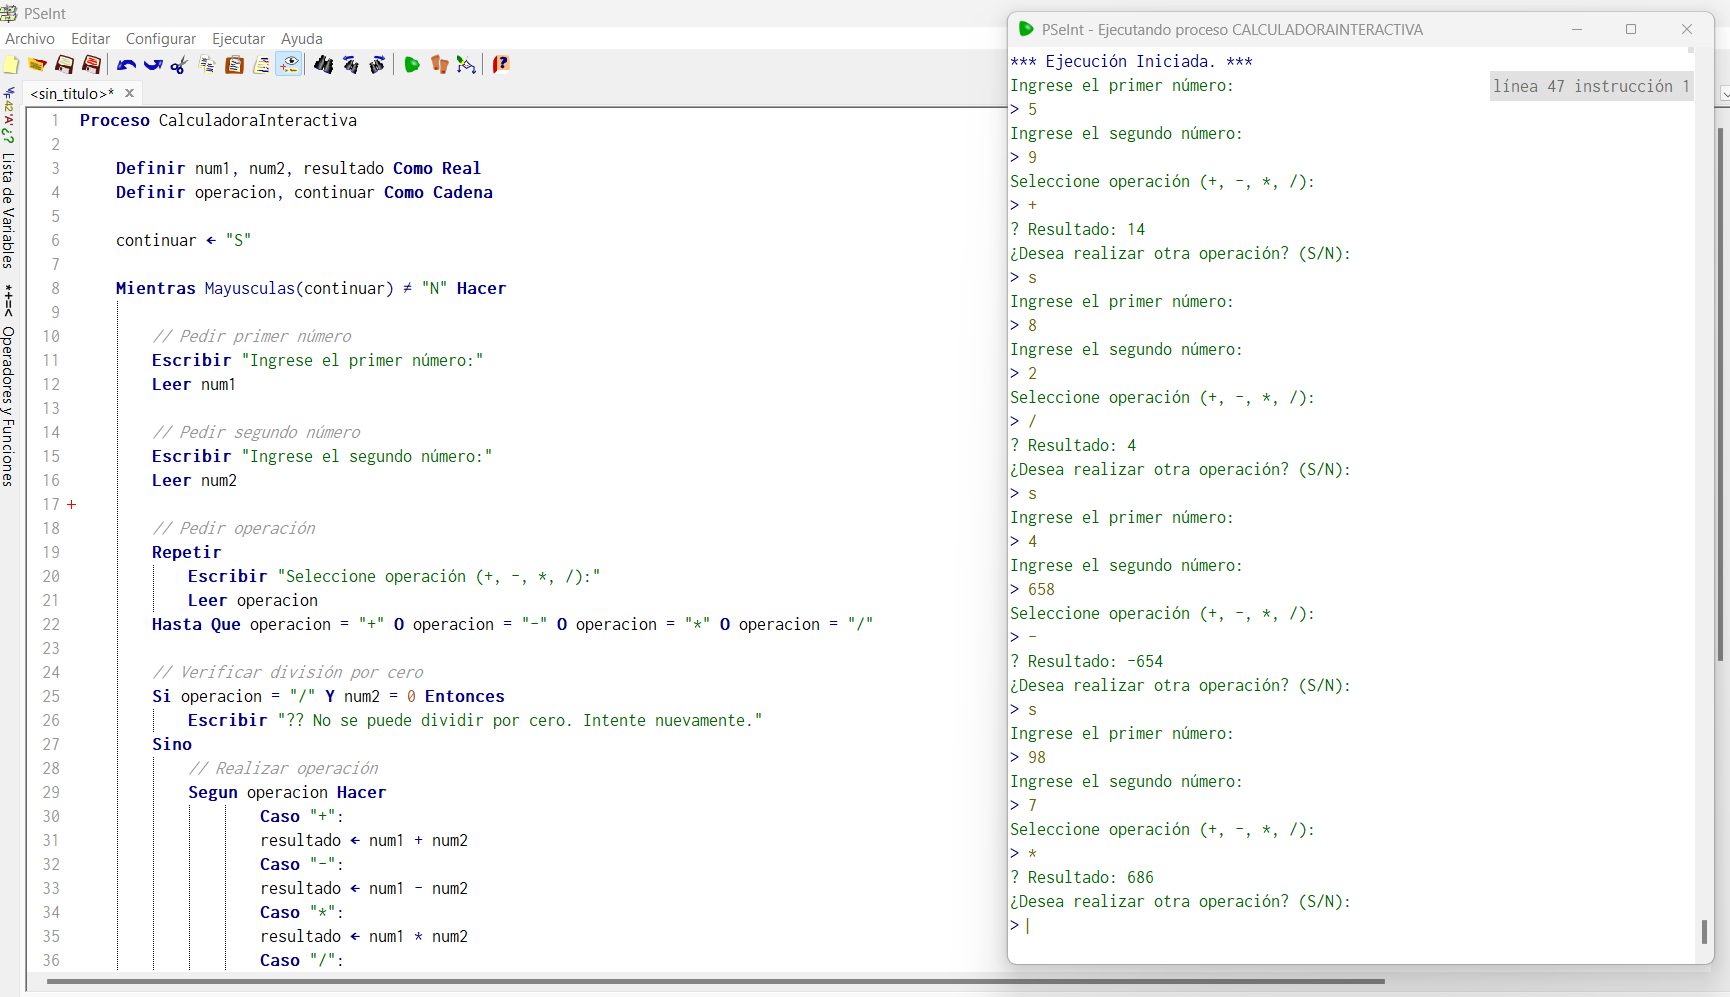 PSeInt
Archivo Editar Configurar Ejecutar Ayuda
<sin_titulo>* ×
Lista de Variables
*+=< Operadores y Funciones
1 Proceso CalculadoraInteractiva
2
3 Definir num1, num2, resultado Como Real
4 Definir operacion, continuar Como Cadena
5
6 continuar ← "S"
7
8 Mientras Mayusculas(continuar) ≠ "N" Hacer
9
10 // Pedir primer número
11 Escribir "Ingrese el primer número:"
12 Leer num1
13
14 // Pedir segundo número
15 Escribir "Ingrese el segundo número:"
16 Leer num2
17 +
18 // Pedir operación
19 Repetir
20 Escribir "Seleccione operación (+, -, *, /):"
21 Leer operacion
22 Hasta Que operacion = "+" O operacion = "-" O operacion = "*" O operacion = "/"
23
24 // Verificar división por cero
25 Si operacion = "/" Y num2 = 0 Entonces
26 Escribir "?? No se puede dividir por cero. Intente nuevamente."
27 Sino
28 // Realizar operación
29 Segun operacion Hacer
30 Caso "+":
31 resultado ← num1 + num2
32 Caso "-":
33 resultado ← num1 - num2
34 Caso "*":
35 resultado ← num1 * num2
36 Caso "/":
PSeInt - Ejecutando proceso CALCULADORAINTERACTIVA
*** Ejecución Iniciada. ***
línea 47 instrucción 1
Ingrese el primer número:
> 5
Ingrese el segundo número:
> 9
Seleccione operación (+, -, *, /):
> +
? Resultado: 14
¿Desea realizar otra operación? (S/N):
> s
Ingrese el primer número:
> 8
Ingrese el segundo número:
> 2
Seleccione operación (+, -, *, /):
> /
? Resultado: 4
¿Desea realizar otra operación? (S/N):
> s
Ingrese el primer número:
> 4
Ingrese el segundo número:
> 658
Seleccione operación (+, -, *, /):
> -
? Resultado: -654
¿Desea realizar otra operación? (S/N):
> s
Ingrese el primer número:
> 98
Ingrese el segundo número:
> 7
Seleccione operación (+, -, *, /):
> *
? Resultado: 686
¿Desea realizar otra operación? (S/N):
>